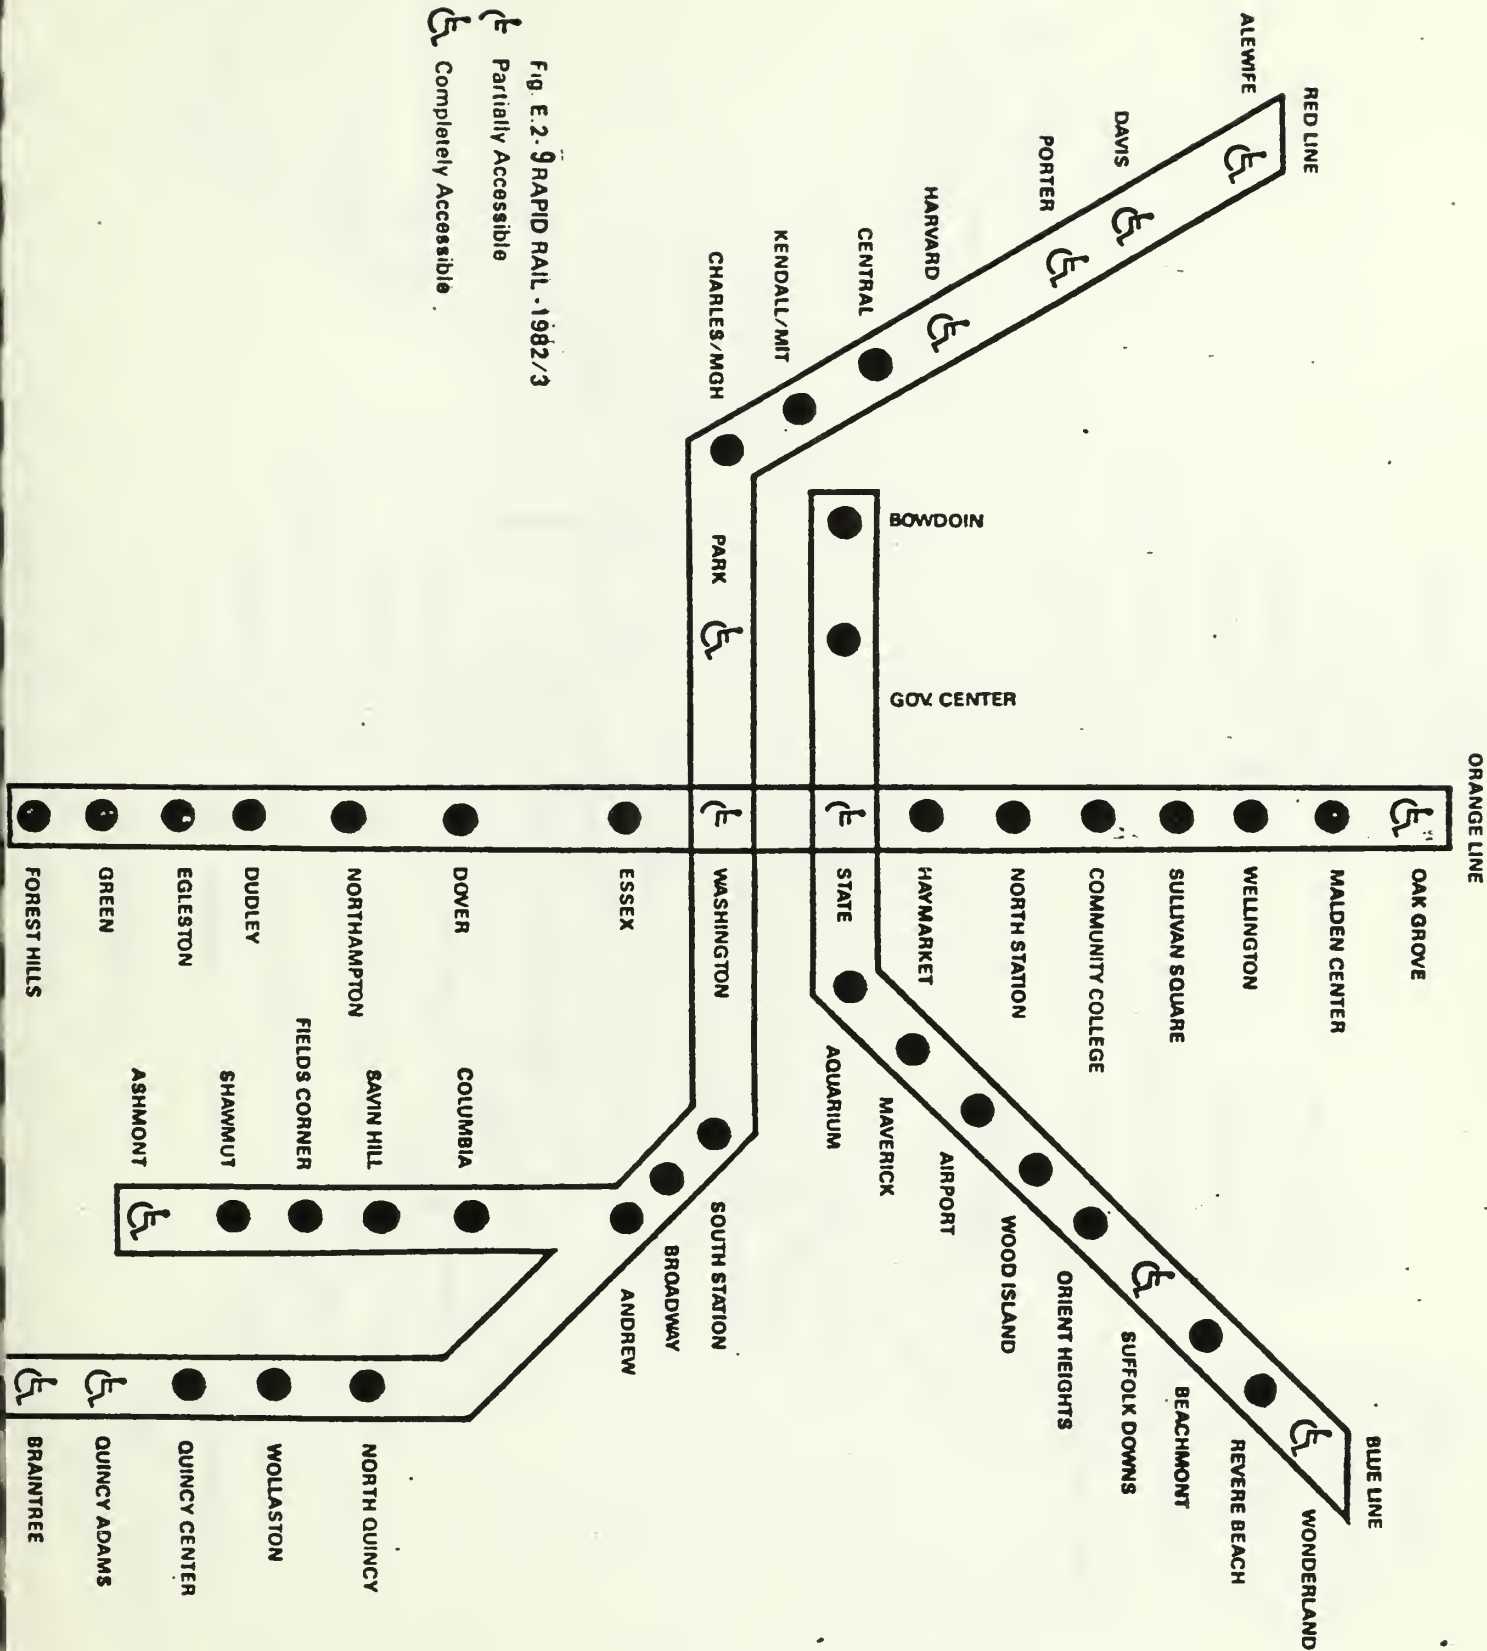 Fig. E.2-9 RAPID RAIL - 1982/3
Partially Accessible
Completely Accessible
RED LINE
ALEWIFE
DAVIS
PORTER
HARVARD
CENTRAL
KENDALL/MIT
CHARLES/MGH
PARK
WASHINGTON
SOUTH STATION
BROADWAY
ANDREW
COLUMBIA
SAVIN HILL
FIELDS CORNER
SHAWMUT
ASHMONT
NORTH QUINCY
WOLLASTON
QUINCY CENTER
QUINCY ADAMS
BRAINTREE
ORANGE LINE
OAK GROVE
MALDEN CENTER
WELLINGTON
SULLIVAN SQUARE
COMMUNITY COLLEGE
NORTH STATION
HAYMARKET
STATE
ESSEX
DOVER
NORTHAMPTON
DUDLEY
EGLESTON
GREEN
FOREST HILLS
BLUE LINE
BOWDOIN
GOV. CENTER
AQUARIUM
MAVERICK
AIRPORT
WOOD ISLAND
ORIENT HEIGHTS
SUFFOLK DOWNS
BEACHMONT
REVERE BEACH
WONDERLAND